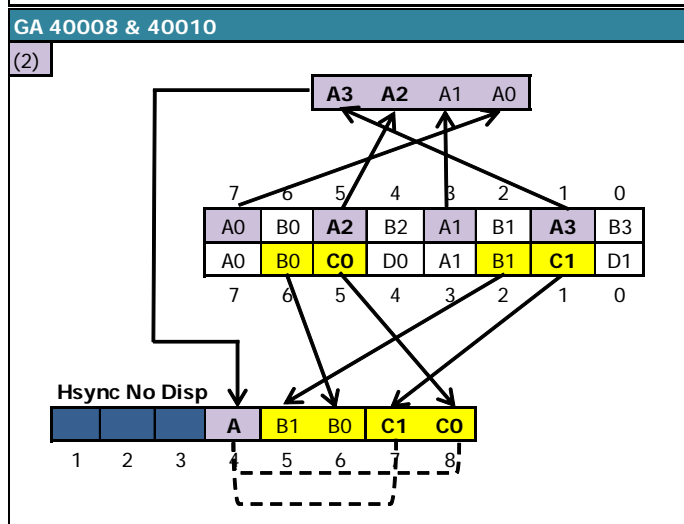 GA 40008 & 40010
(2)
A3 A2 A1 A0
7 6 5 4 3 2 1 0
A0 B0 A2 B2 A1 B1 A3 B3
A0 B0 C0 D0 A1 B1 C1 D1
7 6 5 4 3 2 1 0
Hsync No Disp
A B1 B0 C1 C0
1 2 3 4 5 6 7 8